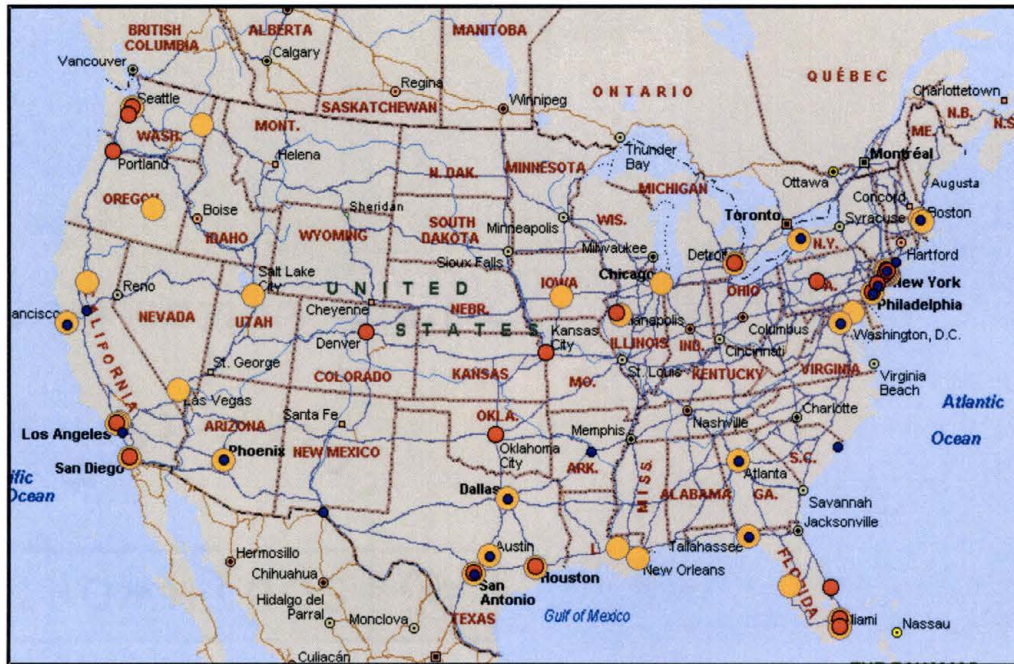 BRITISH
COLUMBIA
ALBERTA
MANITOBA
Calgary
Vancouver
Regina
SASKATCHEWAN
Winnipeg
ONTARIO
QUÉBEC
Charlottetown
N.B.
N.S
ME.
Seattle
WASH.
MONT.
Helena
Portland
N. DAK.
MINNESOTA
Thunder
Bay
MICHIGAN
Montréal
Ottawa
Augusta
Concord
OREGON
Boise
IDAHO
Sheridan
WYOMING
SOUTH
DAKOTA
Minneapolis
WIS.
Toronto
Syracuse
Boston
N.Y.
Sioux Falls
Milwaukee
Detroit
Hartford
Chicago
Salt Lake
City
Reno
UNITED
Cheyenne
NEBR.
IOWA
OHIO
New York
Philadelphia
NEVADA
UTAH
ancisco
STATES
Denver
Kansas
City
ILLINOIS
IND.
Columbus
Washington, D.C.
Cincinnati
ALIFORNIA
St. George
COLORADO
KANSAS
MO.
St. Louis
KENTUCKY
VIRGINIA
Virginia
Beach
Las Vegas
ARIZONA
Santa Fe
OKLA.
Nashville
Charlotte
Atlantic
Ocean
Los Angeles
Phoenix
NEW MEXICO
Oklahoma
City
Memphis
ARK.
S.C.
San Diego
ific
Ocean
Dallas
MISS.
ALABAMA
Atlanta
GA.
Savannah
Jacksonville
Hermosillo
Chihuahua
Austin
San
Antonio
Houston
L
New Orleans
Tallahassee
FLORIDA
Hidalgo del
Parral
Monclova
TEXAS
Gulf of Mexico
Nassau
Culiacán